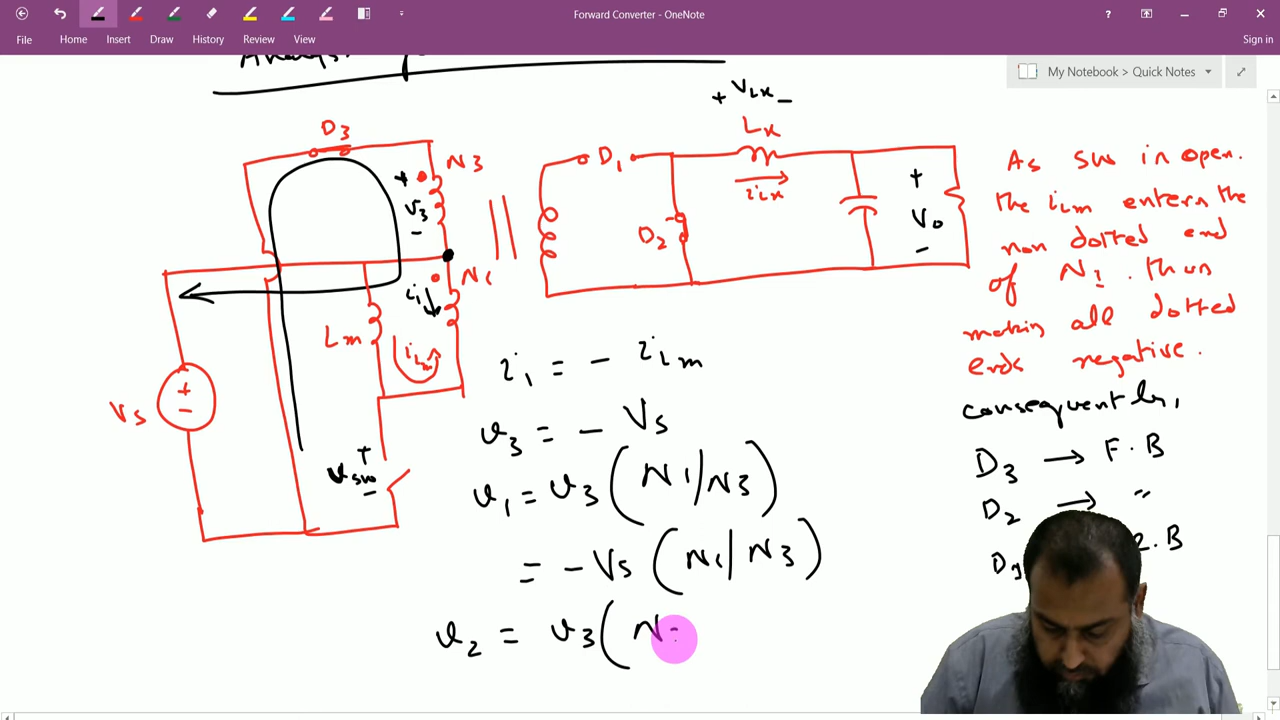 Forward Converter - OneNote
?
File
Home
Insert
Draw
History
Review
View
Sign in
My Notebook > Quick Notes
+ VLx -
D3
Lx
N3
D1
+
v3
-
iLx
+
Vo
-
D2
N1
i1
Lm
iLm
Vs
+
-
+
vsw
-
i1 = - iLm
v3 = - Vs
v1 = v3 (N1/N3)
= - Vs (N1/N3)
v2 = v3 (N
As sw in open.
the iLm entern the
non dotted end
of N1. thun
makin all dotted
ends negative.
consequently,
D3 → F.B
D2 → "
R.B